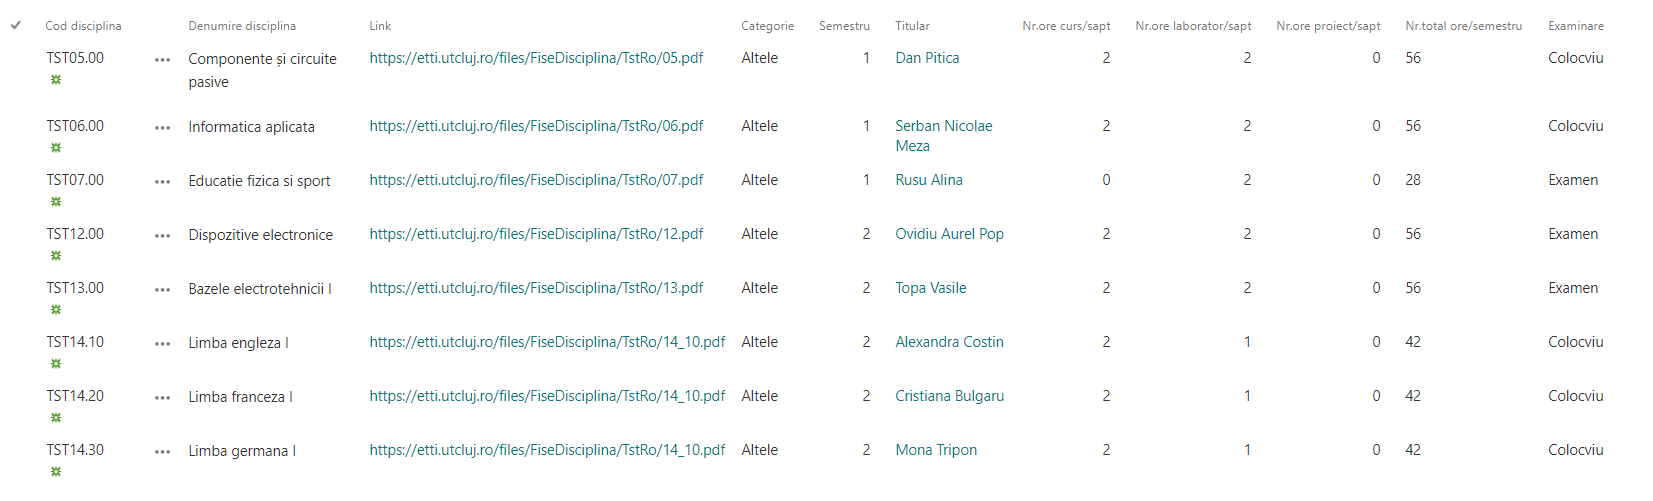 Cod disciplina Denumire disciplina Link Categorie Semestru Titular Nr.ore curs/sapt Nr.ore laborator/sapt Nr.ore proiect/sapt Nr.total ore/semestru Examinare
TST05.00 ••• Componente și circuite https://etti.utcluj.ro/files/FiseDisciplina/TstRo/05.pdf Altele 1 Dan Pitica 2 2 0 56 Colocviu
pasive
TST06.00 ••• Informatica aplicata https://etti.utcluj.ro/files/FiseDisciplina/TstRo/06.pdf Altele 1 Serban Nicolae 2 2 0 56 Colocviu
Meza
TST07.00 ••• Educatie fizica si sport https://etti.utcluj.ro/files/FiseDisciplina/TstRo/07.pdf Altele 1 Rusu Alina 0 2 0 28 Examen
TST12.00 ••• Dispozitive electronice https://etti.utcluj.ro/files/FiseDisciplina/TstRo/12.pdf Altele 2 Ovidiu Aurel Pop 2 2 0 56 Examen
TST13.00 ••• Bazele electrotehnicii I https://etti.utcluj.ro/files/FiseDisciplina/TstRo/13.pdf Altele 2 Topa Vasile 2 2 0 56 Examen
TST14.10 ••• Limba engleza I https://etti.utcluj.ro/files/FiseDisciplina/TstRo/14_10.pdf Altele 2 Alexandra Costin 2 1 0 42 Colocviu
TST14.20 ••• Limba franceza I https://etti.utcluj.ro/files/FiseDisciplina/TstRo/14_10.pdf Altele 2 Cristiana Bulgaru 2 1 0 42 Colocviu
TST14.30 ••• Limba germana I https://etti.utcluj.ro/files/FiseDisciplina/TstRo/14_10.pdf Altele 2 Mona Tripon 2 1 0 42 Colocviu